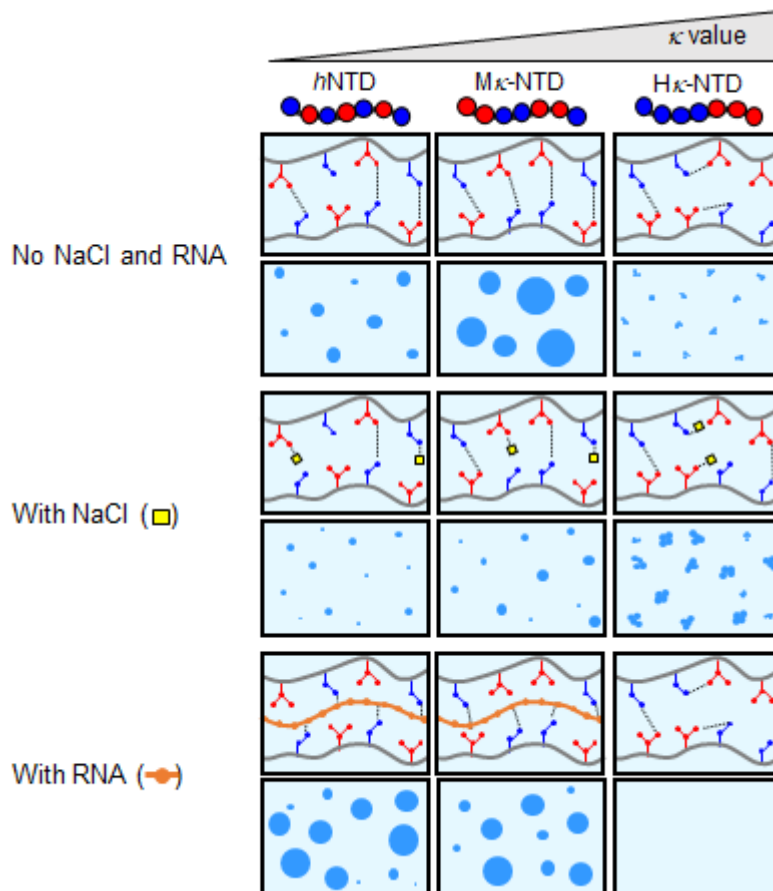 κ value
hNTD
Mκ-NTD
Hκ-NTD
No NaCl and RNA
With NaCl ( )
With RNA ( )